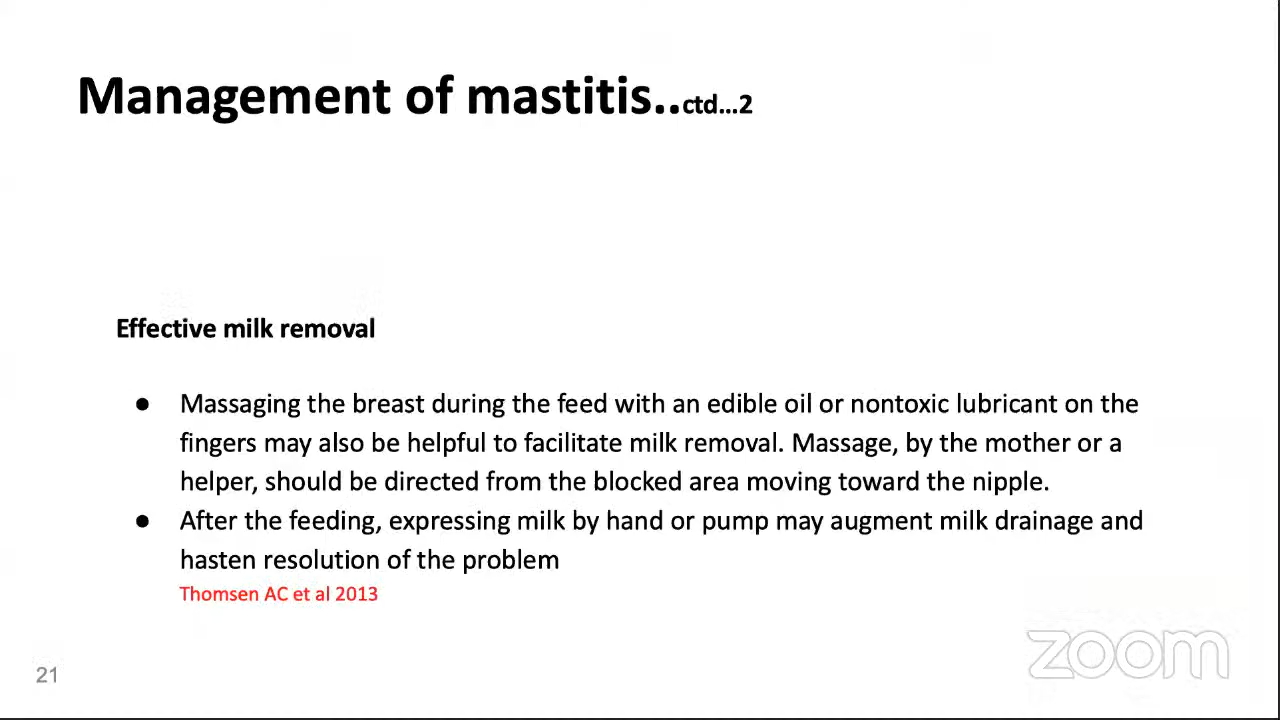 Management of mastitis..ctd...2
Effective milk removal
● Massaging the breast during the feed with an edible oil or nontoxic lubricant on the
fingers may also be helpful to facilitate milk removal. Massage, by the mother or a
helper, should be directed from the blocked area moving toward the nipple.
● After the feeding, expressing milk by hand or pump may augment milk drainage and
hasten resolution of the problem
Thomsen AC et al 2013
zoom
21